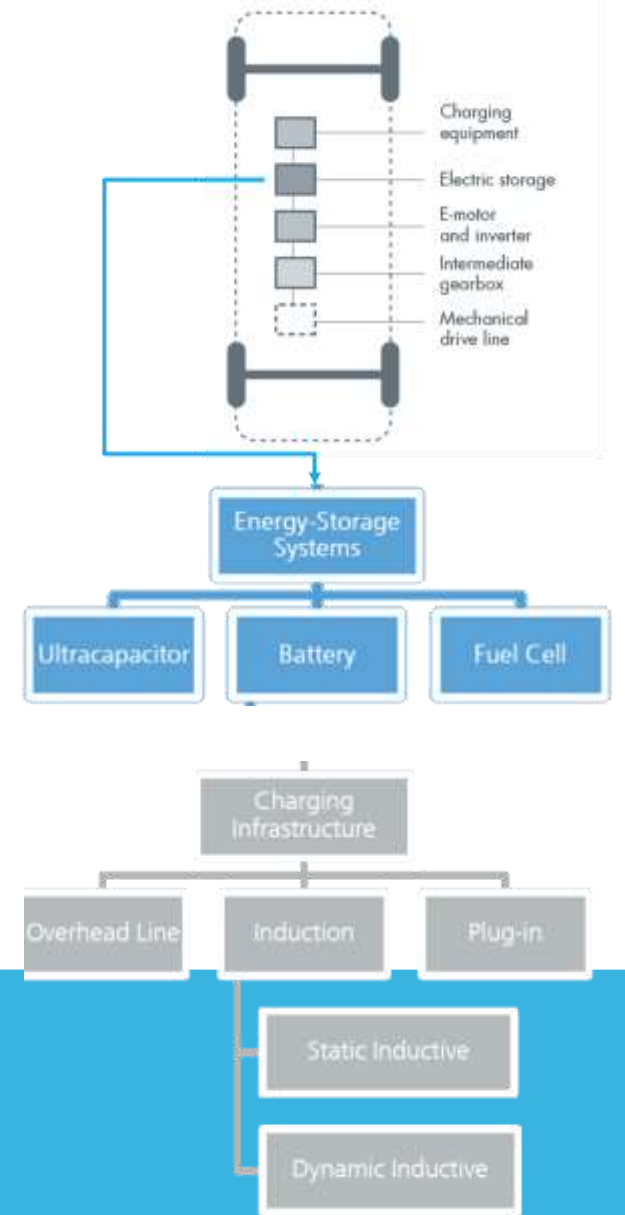 Charging
equipment
Electric storage
E-motor
and inverter
Intermediate
gearbox
Mechanical
drive line
Energy-Storage
Systems
Ultracapacitor
Battery
Fuel Cell
Charging
Infrastructure
Overhead Line
Induction
Plug-in
Static Inductive
Dynamic Inductive